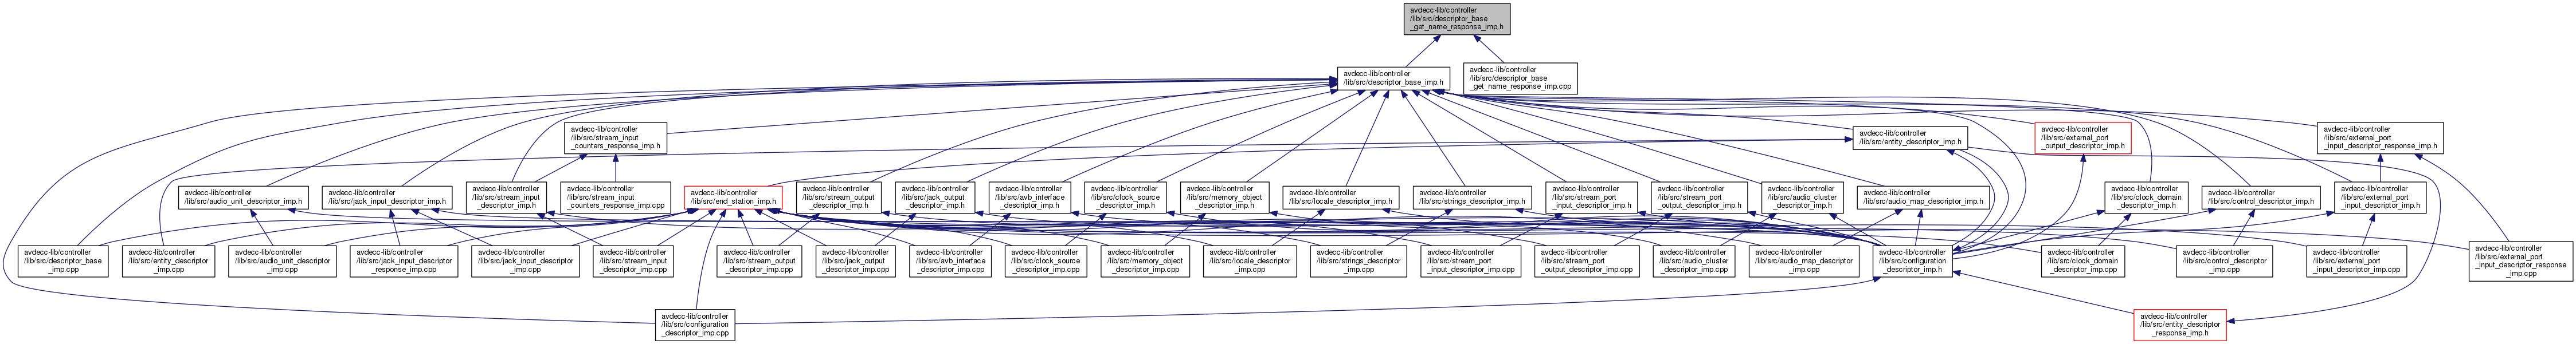 avdecc-lib/controller
/lib/src/descriptor_base
_get_name_response_imp.h
avdecc-lib/controller
/lib/src/descriptor_base_imp.h
avdecc-lib/controller
/lib/src/descriptor_base
_get_name_response_imp.cpp
avdecc-lib/controller
/lib/src/stream_input
_counters_response_imp.h
avdecc-lib/controller
/lib/src/entity_descriptor_imp.h
avdecc-lib/controller
/lib/src/external_port
_output_descriptor_imp.h
avdecc-lib/controller
/lib/src/external_port
_input_descriptor_response_imp.h
avdecc-lib/controller
/lib/src/audio_unit_descriptor_imp.h
avdecc-lib/controller
/lib/src/jack_input_descriptor_imp.h
avdecc-lib/controller
/lib/src/stream_input
_descriptor_imp.h
avdecc-lib/controller
/lib/src/stream_input
_counters_response_imp.cpp
avdecc-lib/controller
/lib/src/end_station_imp.h
avdecc-lib/controller
/lib/src/stream_output
_descriptor_imp.h
avdecc-lib/controller
/lib/src/jack_output
_descriptor_imp.h
avdecc-lib/controller
/lib/src/avb_interface
_descriptor_imp.h
avdecc-lib/controller
/lib/src/clock_source
_descriptor_imp.h
avdecc-lib/controller
/lib/src/memory_object
_descriptor_imp.h
avdecc-lib/controller
/lib/src/locale_descriptor_imp.h
avdecc-lib/controller
/lib/src/strings_descriptor_imp.h
avdecc-lib/controller
/lib/src/stream_port
_input_descriptor_imp.h
avdecc-lib/controller
/lib/src/stream_port
_output_descriptor_imp.h
avdecc-lib/controller
/lib/src/audio_cluster
_descriptor_imp.h
avdecc-lib/controller
/lib/src/audio_map_descriptor_imp.h
avdecc-lib/controller
/lib/src/clock_domain
_descriptor_imp.h
avdecc-lib/controller
/lib/src/control_descriptor_imp.h
avdecc-lib/controller
/lib/src/external_port
_input_descriptor_imp.h
avdecc-lib/controller
/lib/src/descriptor_base
_imp.cpp
avdecc-lib/controller
/lib/src/entity_descriptor
_imp.cpp
avdecc-lib/controller
/lib/src/audio_unit_descriptor
_imp.cpp
avdecc-lib/controller
/lib/src/jack_input_descriptor
_response_imp.cpp
avdecc-lib/controller
/lib/src/jack_input_descriptor
_imp.cpp
avdecc-lib/controller
/lib/src/stream_input
_descriptor_imp.cpp
avdecc-lib/controller
/lib/src/stream_output
_descriptor_imp.cpp
avdecc-lib/controller
/lib/src/jack_output
_descriptor_imp.cpp
avdecc-lib/controller
/lib/src/avb_interface
_descriptor_imp.cpp
avdecc-lib/controller
/lib/src/clock_source
_descriptor_imp.cpp
avdecc-lib/controller
/lib/src/memory_object
_descriptor_imp.cpp
avdecc-lib/controller
/lib/src/locale_descriptor
_imp.cpp
avdecc-lib/controller
/lib/src/strings_descriptor
_imp.cpp
avdecc-lib/controller
/lib/src/stream_port
_input_descriptor_imp.cpp
avdecc-lib/controller
/lib/src/stream_port
_output_descriptor_imp.cpp
avdecc-lib/controller
/lib/src/audio_cluster
_descriptor_imp.cpp
avdecc-lib/controller
/lib/src/audio_map_descriptor
_imp.cpp
avdecc-lib/controller
/lib/src/configuration
_descriptor_imp.h
avdecc-lib/controller
/lib/src/clock_domain
_descriptor_imp.cpp
avdecc-lib/controller
/lib/src/control_descriptor
_imp.cpp
avdecc-lib/controller
/lib/src/external_port
_input_descriptor_imp.cpp
avdecc-lib/controller
/lib/src/external_port
_input_descriptor_response
_imp.cpp
avdecc-lib/controller
/lib/src/configuration
_descriptor_imp.cpp
avdecc-lib/controller
/lib/src/entity_descriptor
_response_imp.h